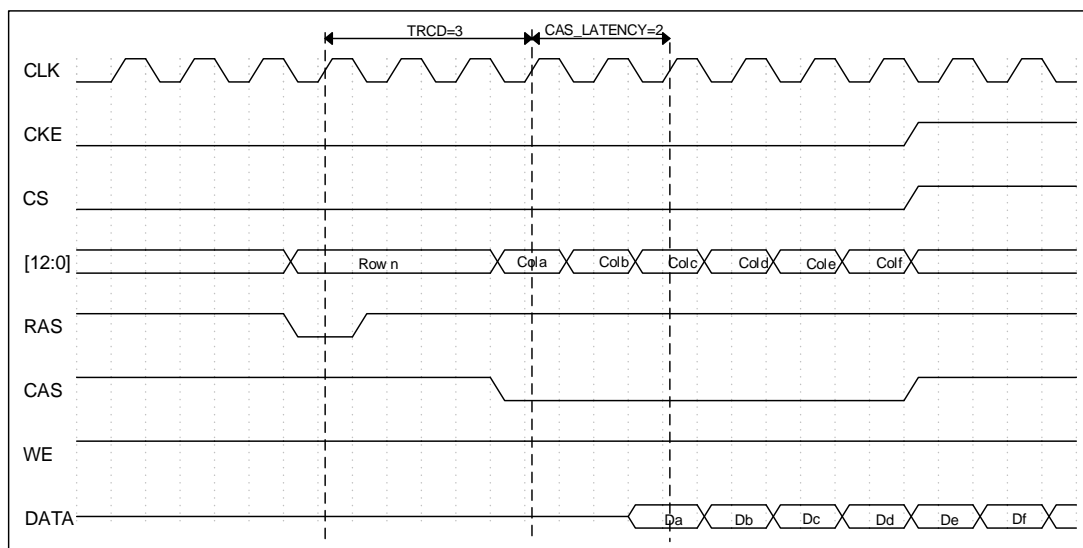 TRCD=3 CAS_LATENCY=2
CLK
CKE
CS
[12:0] Row n Cola Colb Colc Cold Cole Colf
RAS
CAS
WE
DATA Da Db Dc Dd De Df